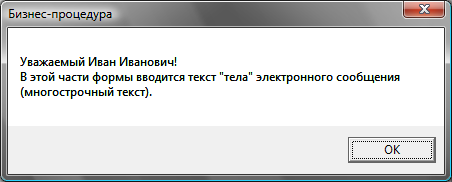 Бизнес-процедура
Уважаемый Иван Иванович!
В этой части формы вводится текст "тела" электронного сообщения
(многострочный текст).
OK